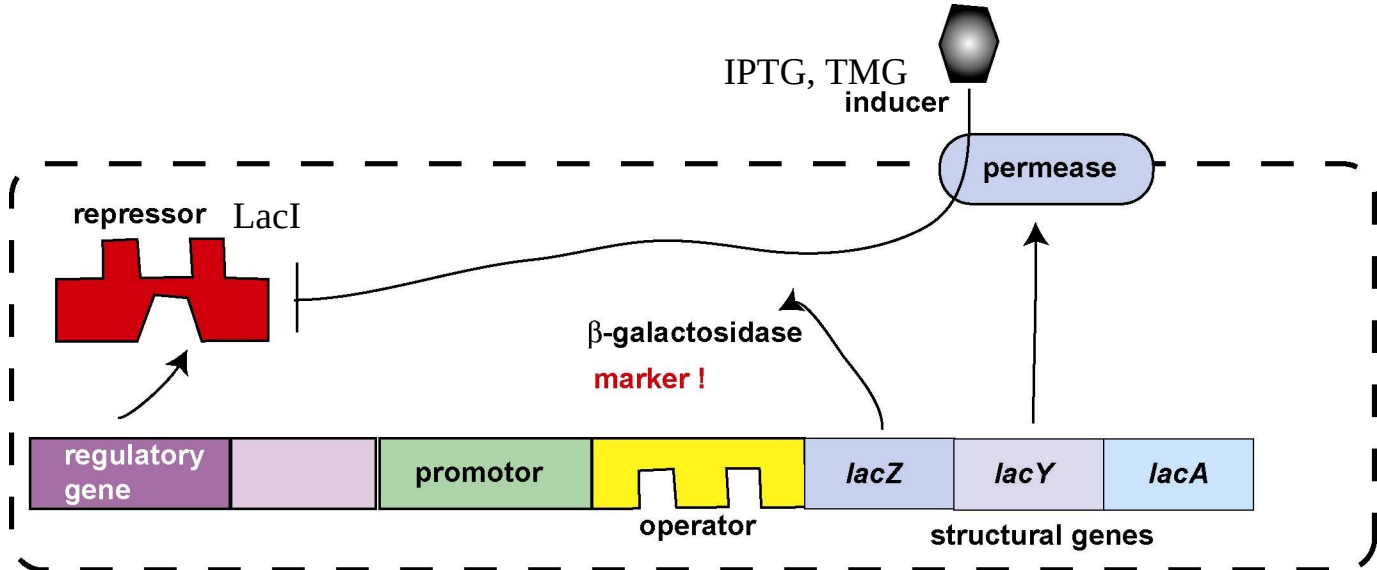 IPTG, TMG
inducer
permease
repressor LacI
β-galactosidase
marker !
regulatory
gene
promotor
operator
lacZ
lacY
lacA
structural genes